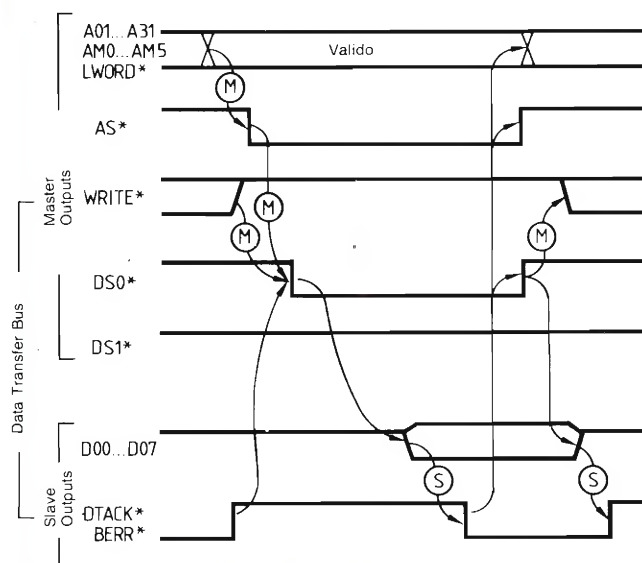 A01...A31
AM0...AM5
LWORD*
Valido
M
AS*
Data Transfer Bus
Master Outputs
WRITE*
M
M
M
DS0*
DS1*
Slave Outputs
D00...D07
S
S
DTACK*
BERR*